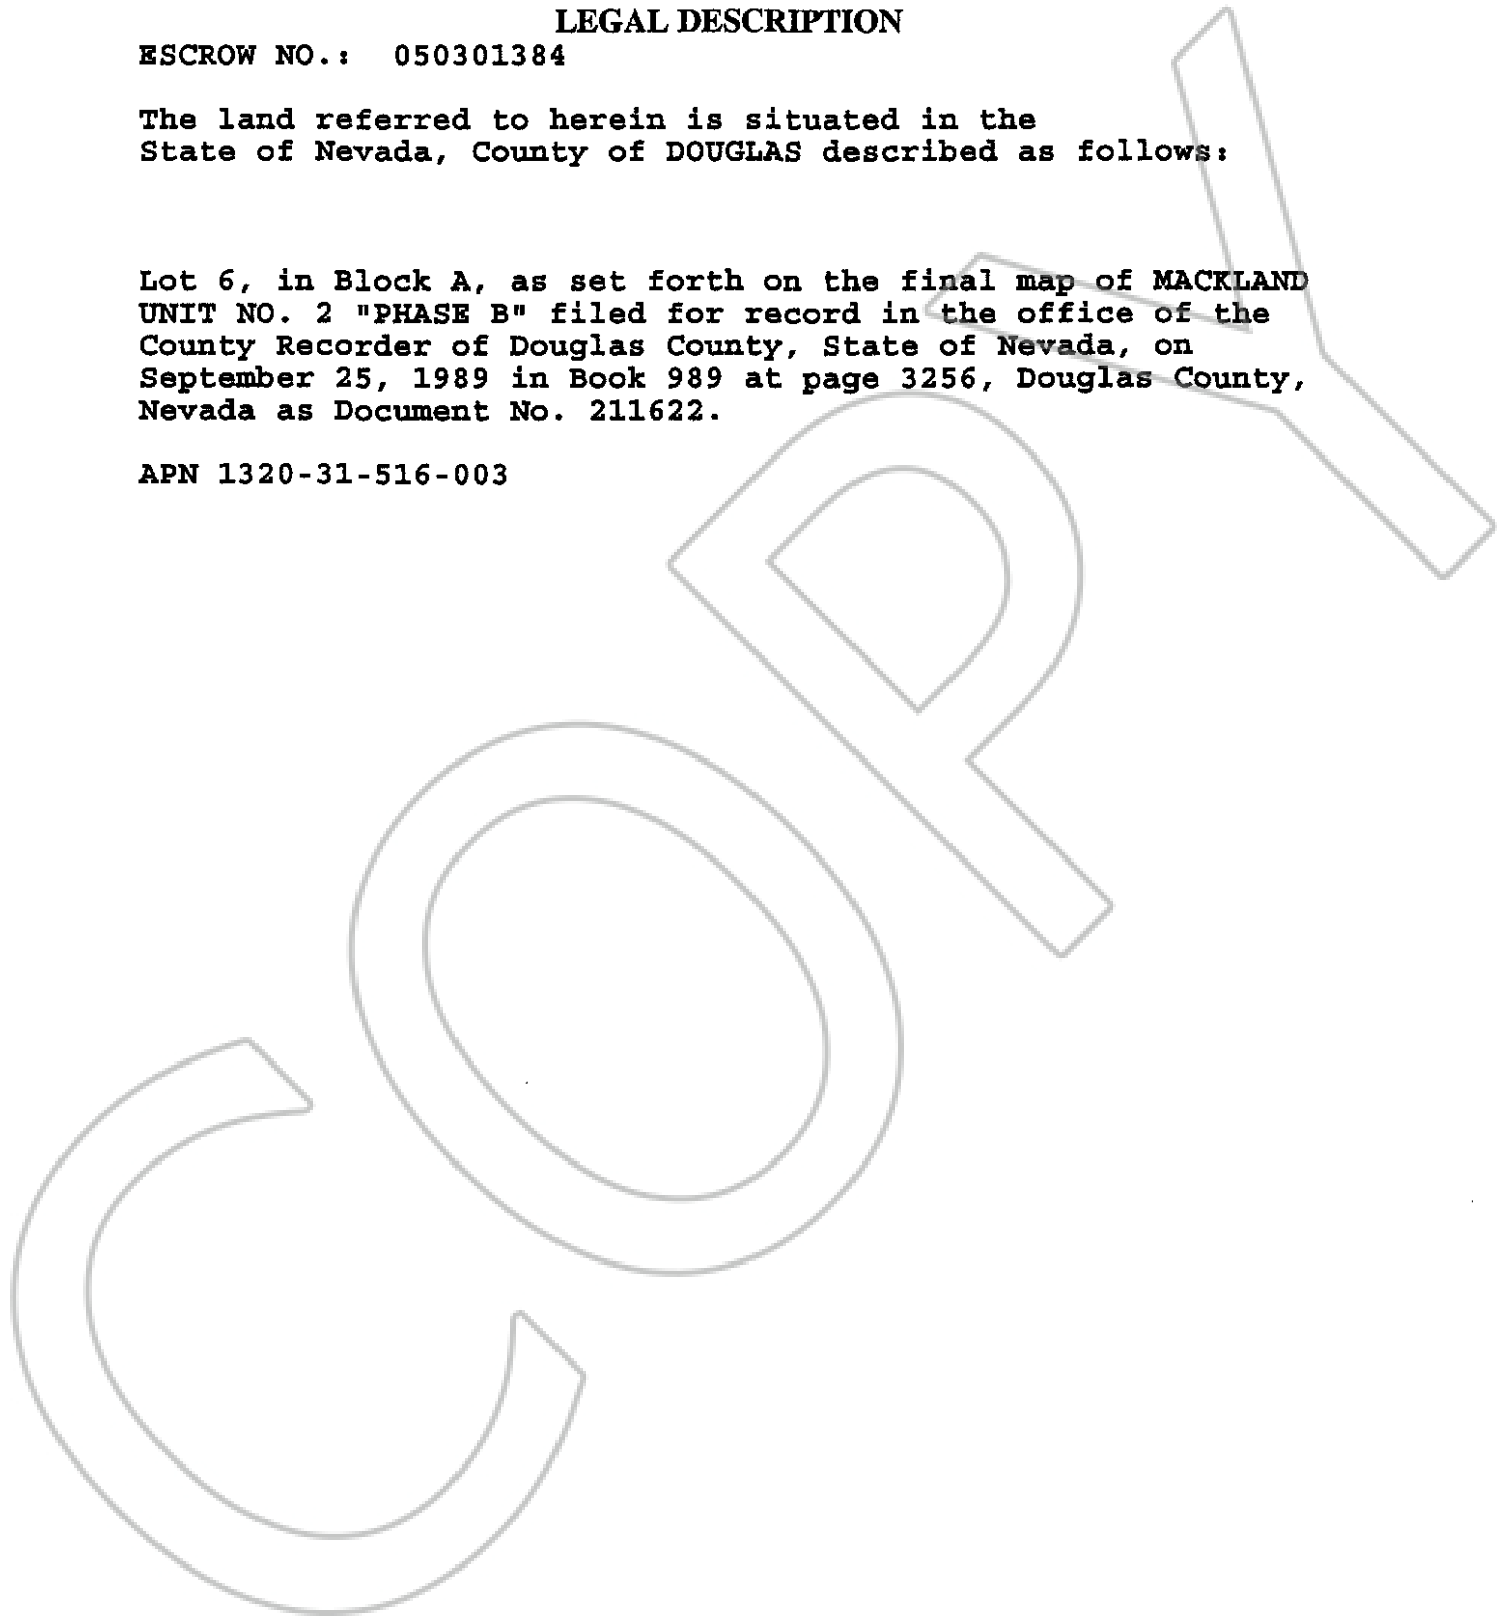 LEGAL DESCRIPTION
ESCROW NO.: 050301384
The land referred to herein is situated in the
State of Nevada, County of DOUGLAS described as follows:
Lot 6, in Block A, as set forth on the final map of MACKLAND
UNIT NO. 2 "PHASE B" filed for record in the office of the
County Recorder of Douglas County, State of Nevada, on
September 25, 1989 in Book 989 at page 3256, Douglas County,
Nevada as Document No. 211622.
APN 1320-31-516-003
COPY